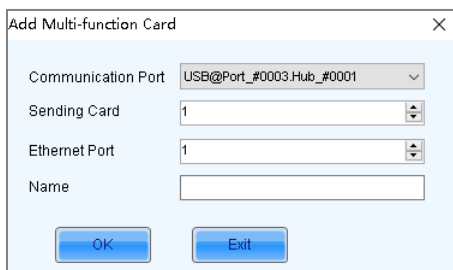 Add Multi-function Card
Communication Port USB@Port_#0003.Hub_#0001
Sending Card 1
Ethernet Port 1
Name
OK Exit